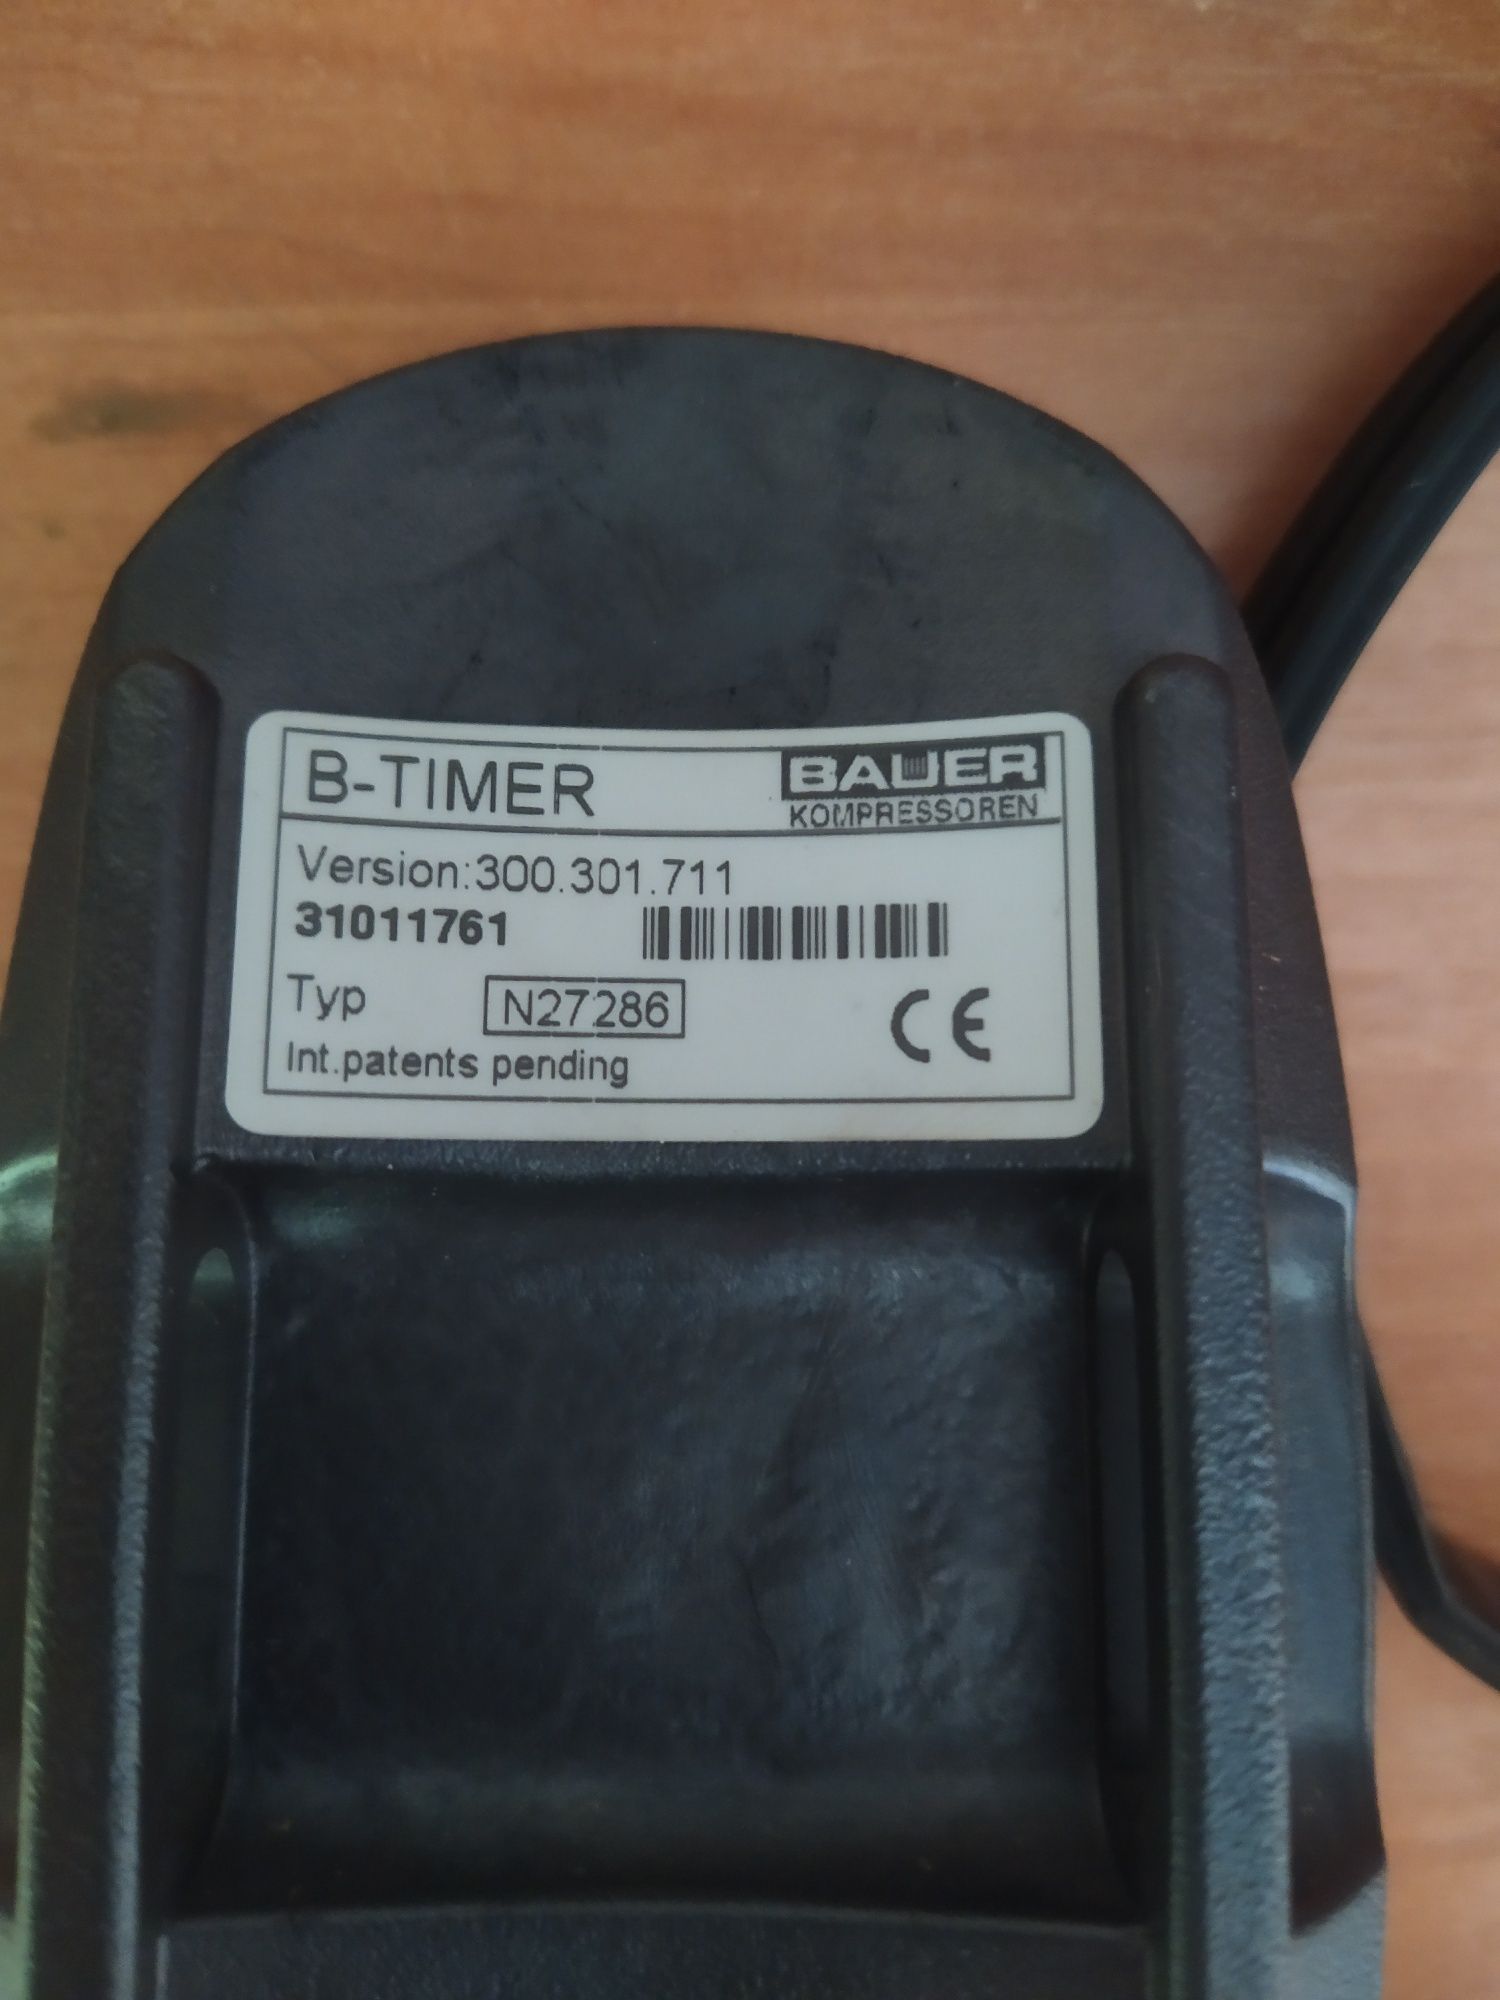 B-TIMER
BAUER
KOMPRESSOREN
Version:300.301.711
31011761
Typ N27286
CE
Int.patents pending